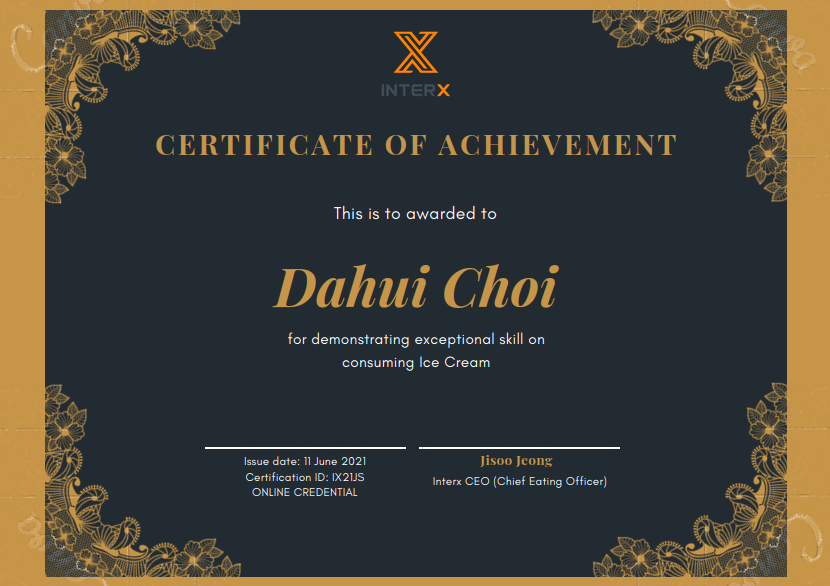 INTERX
CERTIFICATE OF ACHIEVEMENT
This is to awarded to
Dahui Choi
for demonstrating exceptional skill on
consuming Ice Cream
Issue date: 11 June 2021
Certification ID: IX21JS
ONLINE CREDENTIAL
Jisoo Jeong
Interx CEO (Chief Eating Officer)